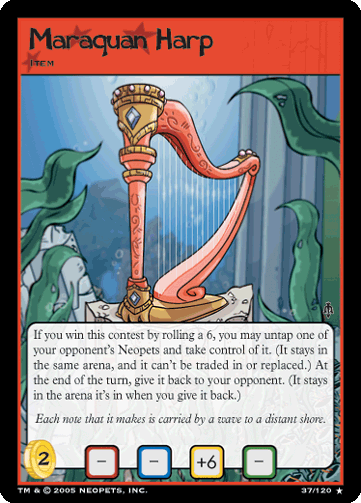 Maraquan Harp
Item
If you win this contest by rolling a 6, you may untap one of
your opponent's Neopets and take control of it. (It stays in
the same arena, and it can't be traded in or replaced.) At
the end of the turn, give it back to your opponent. (It stays
in the arena it's in when you give it back.)
Each note that it makes is carried by a wave to a distant shore.
2 – – +6 –
TM & © 2005 NEOPETS, INC. 37/120 ★